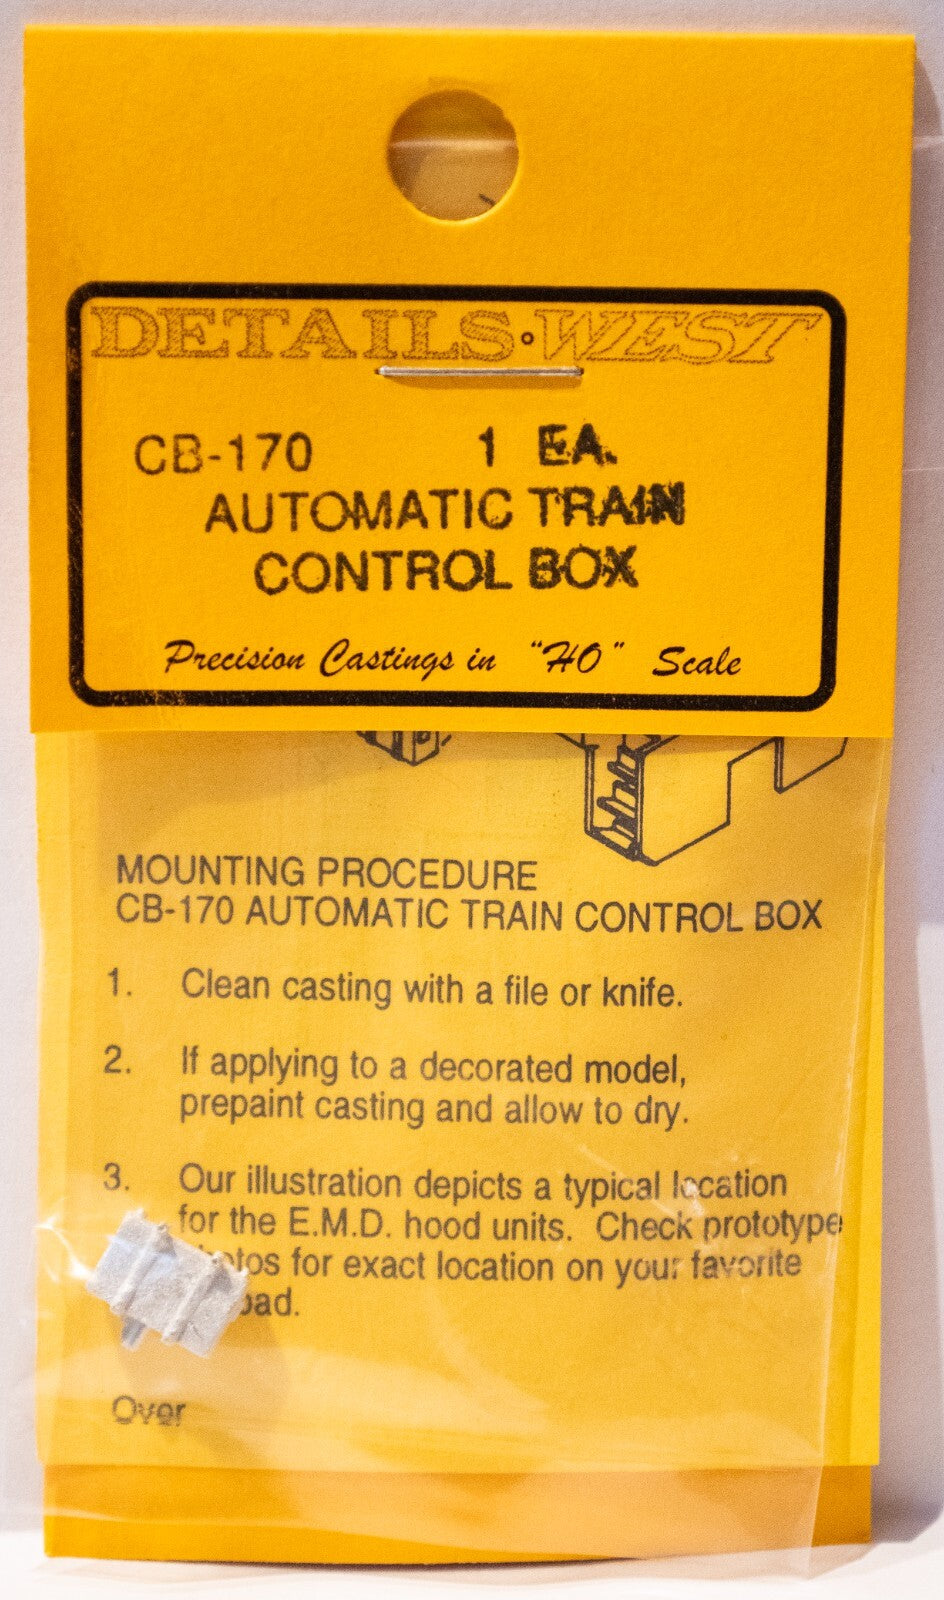 DETAILS • WEST
CB-170 1 EA.
AUTOMATIC TRAIN
CONTROL BOX
Precision Castings in "HO" Scale
MOUNTING PROCEDURE
CB-170 AUTOMATIC TRAIN CONTROL BOX
1. Clean casting with a file or knife.
2. If applying to a decorated model,
prepaint casting and allow to dry.
3. Our illustration depicts a typical location
for the E.M.D. hood units. Check prototype
for exact location on your favorite
Over